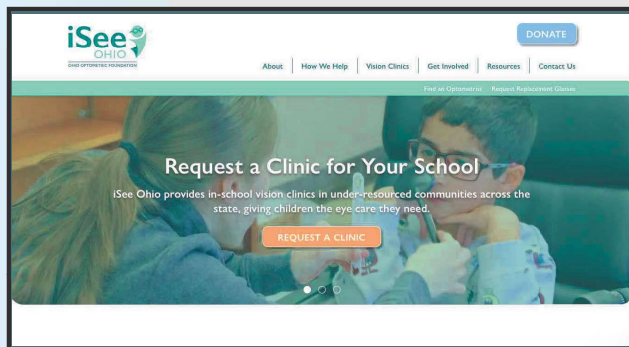 iSee
OHIO
OHIO OPTOMETRIC FOUNDATION
DONATE
About How We Help Vision Clinics Get Involved Resources Contact Us
Find an Optometrist Request Replacement Glasses
Request a Clinic for Your School
iSee Ohio provides in-school vision clinics in under-resourced communities across the
state, giving children the eye care they need.
REQUEST A CLINIC